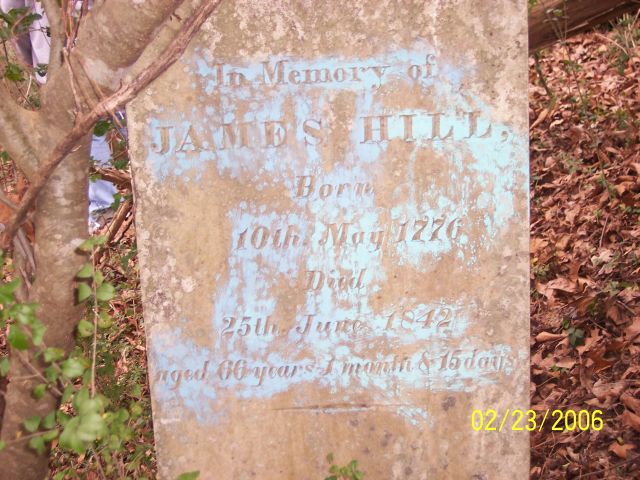 In Memory of
JAMES HILL,
Born
10th. May 1776
Died
25th. June 1842
aged 66 years 1 month & 15 days
02/23/2006